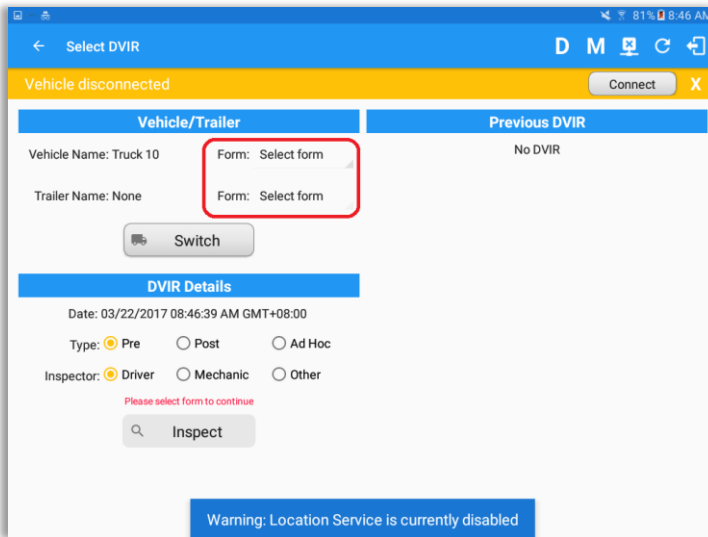 81% 8:46 AM
Select DVIR
D M
Vehicle disconnected
Connect X
Vehicle/Trailer
Vehicle Name: Truck 10 Form: Select form
Trailer Name: None Form: Select form
Switch
Previous DVIR
No DVIR
DVIR Details
Date: 03/22/2017 08:46:39 AM GMT+08:00
Type: Pre Post Ad Hoc
Inspector: Driver Mechanic Other
Please select form to continue
Inspect
Warning: Location Service is currently disabled